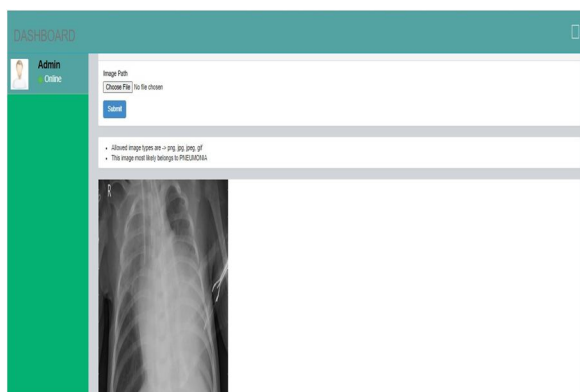 DASHBOARD
Admin
Online
Image Path
Choose File No file chosen
Submit
Allowed image types are -> png, jpg, jpeg, gif
This image most likely belongs to PNEUMONIA
R